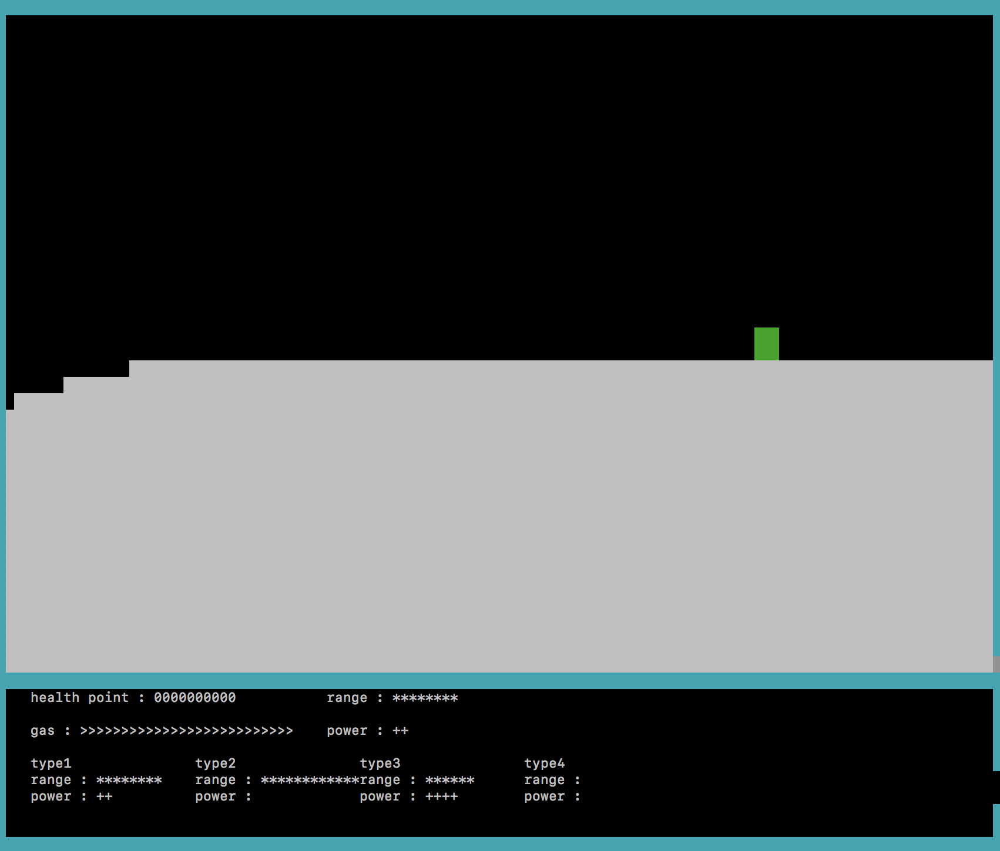 health point : 0000000000 range : ********
gas : >>>>>>>>>>>>>>>>>>>>>>>>>> power : ++
type1 type2 type3 type4
range : ******** range : ************range : ****** range :
power : ++ power : power : ++++ power :